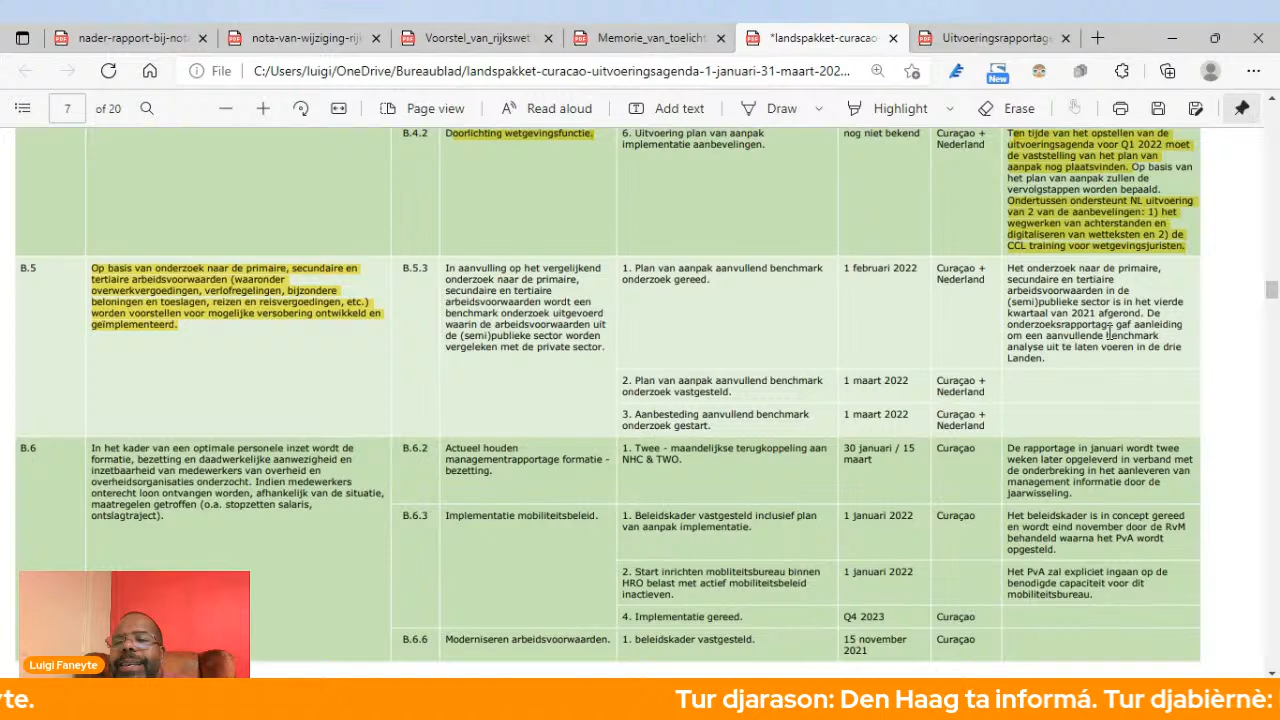 nader-rapport-bij-not
nota-van-wijziging-rij
Voorstel_van_rijkswet
Memorie_van_toelicht
*landspakket-curacao-
Uitvoeringsrapportage
File
C:/Users/luigi/OneDrive/Bureaublad/landspakket-curacao-uitvoeringsagenda-1-januari-31-maart-202...
New
7 of 20
Page view
Read aloud
Add text
Draw
Highlight
Erase
B.4.2
Doorlichting wetgevingsfunctie.
6. Uitvoering plan van aanpak
implementatie aanbevelingen.
nog niet bekend
Curaçao +
Nederland
Ten tijde van het opstellen van de
uitvoeringsagenda voor Q1 2022 moet
de vaststelling van het plan van
aanpak nog plaatsvinden. Op basis van
het plan van aanpak zullen de
vervolgstappen worden bepaald.
Ondertussen ondersteunt NL uitvoering
van 2 van de aanbevelingen: 1) het
wegwerken van achterstanden en
digitaliseren van wetteksten en 2) de
CCL training voor wetgevingsjuristen.
B.5
Op basis van onderzoek naar de primaire, secundaire en
tertiaire arbeidsvoorwaarden (waaronder
overwerkvergoedingen, verlofregelingen, bijzondere
beloningen en toeslagen, reizen en reisvergoedingen, etc.)
worden voorstellen voor mogelijke versobering ontwikkeld en
geïmplementeerd.
B.5.3
In aanvulling op het vergelijkend
onderzoek naar de primaire,
secundaire en tertiaire
arbeidsvoorwaarden wordt een
benchmark onderzoek uitgevoerd
waarin de arbeidsvoorwaarden uit
de (semi)publieke sector worden
vergeleken met de private sector.
1. Plan van aanpak aanvullend benchmark
onderzoek gereed.
1 februari 2022
Curaçao +
Nederland
Het onderzoek naar de primaire,
secundaire en tertiaire
arbeidsvoorwaarden in de
(semi)publieke sector is in het vierde
kwartaal van 2021 afgerond. De
onderzoeksrapportage gaf aanleiding
om een aanvullende benchmark
analyse uit te laten voeren in de drie
Landen.
2. Plan van aanpak aanvullend benchmark
onderzoek vastgesteld.
1 maart 2022
Curaçao +
Nederland
3. Aanbesteding aanvullend benchmark
onderzoek gestart.
1 maart 2022
Curaçao +
Nederland
B.6
In het kader van een optimale personele inzet wordt de
formatie, bezetting en daadwerkelijke aanwezigheid en
inzetbaarheid van medewerkers van overheid en
overheidsorganisaties onderzocht. Indien medewerkers
onterecht loon ontvangen worden, afhankelijk van de situatie,
maatregelen getroffen (o.a. stopzetten salaris,
ontslagtraject).
B.6.2
Actueel houden
managementrapportage formatie -
bezetting.
1. Twee - maandelijkse terugkoppeling aan
NHC & TWO.
30 januari / 15
maart
Curaçao
De rapportage in januari wordt twee
weken later opgeleverd in verband met
de onderbreking in het aanleveren van
management informatie door de
jaarwisseling.
B.6.3
Implementatie mobiliteitsbeleid.
1. Beleidskader vastgesteld inclusief plan
van aanpak implementatie.
1 januari 2022
Curaçao
Het beleidskader is in concept gereed
en wordt eind november door de RvM
behandeld waarna het PvA wordt
opgesteld.
2. Start inrichten mobliteitsbureau binnen
HRO belast met actief mobiliteitsbeleid
inactieven.
1 januari 2022
Het PvA zal expliciet ingaan op de
benodigde capaciteit voor dit
mobiliteitsbureau.
4. Implementatie gereed.
Q4 2023
Curaçao
B.6.6
Moderniseren arbeidsvoorwaarden.
1. beleidskader vastgesteld.
15 november
2021
Curaçao
Luigi Faneyte
yte.
Tur djarason: Den Haag ta informá. Tur djabièrnè: